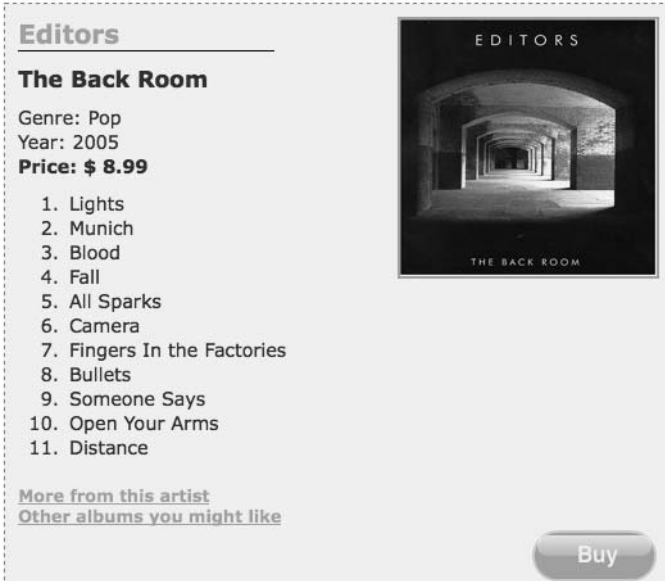 Editors
The Back Room
Genre: Pop
Year: 2005
Price: $ 8.99
1. Lights
2. Munich
3. Blood
4. Fall
5. All Sparks
6. Camera
7. Fingers In the Factories
8. Bullets
9. Someone Says
10. Open Your Arms
11. Distance
More from this artist
Other albums you might like
EDITORS
THE BACK ROOM
Buy